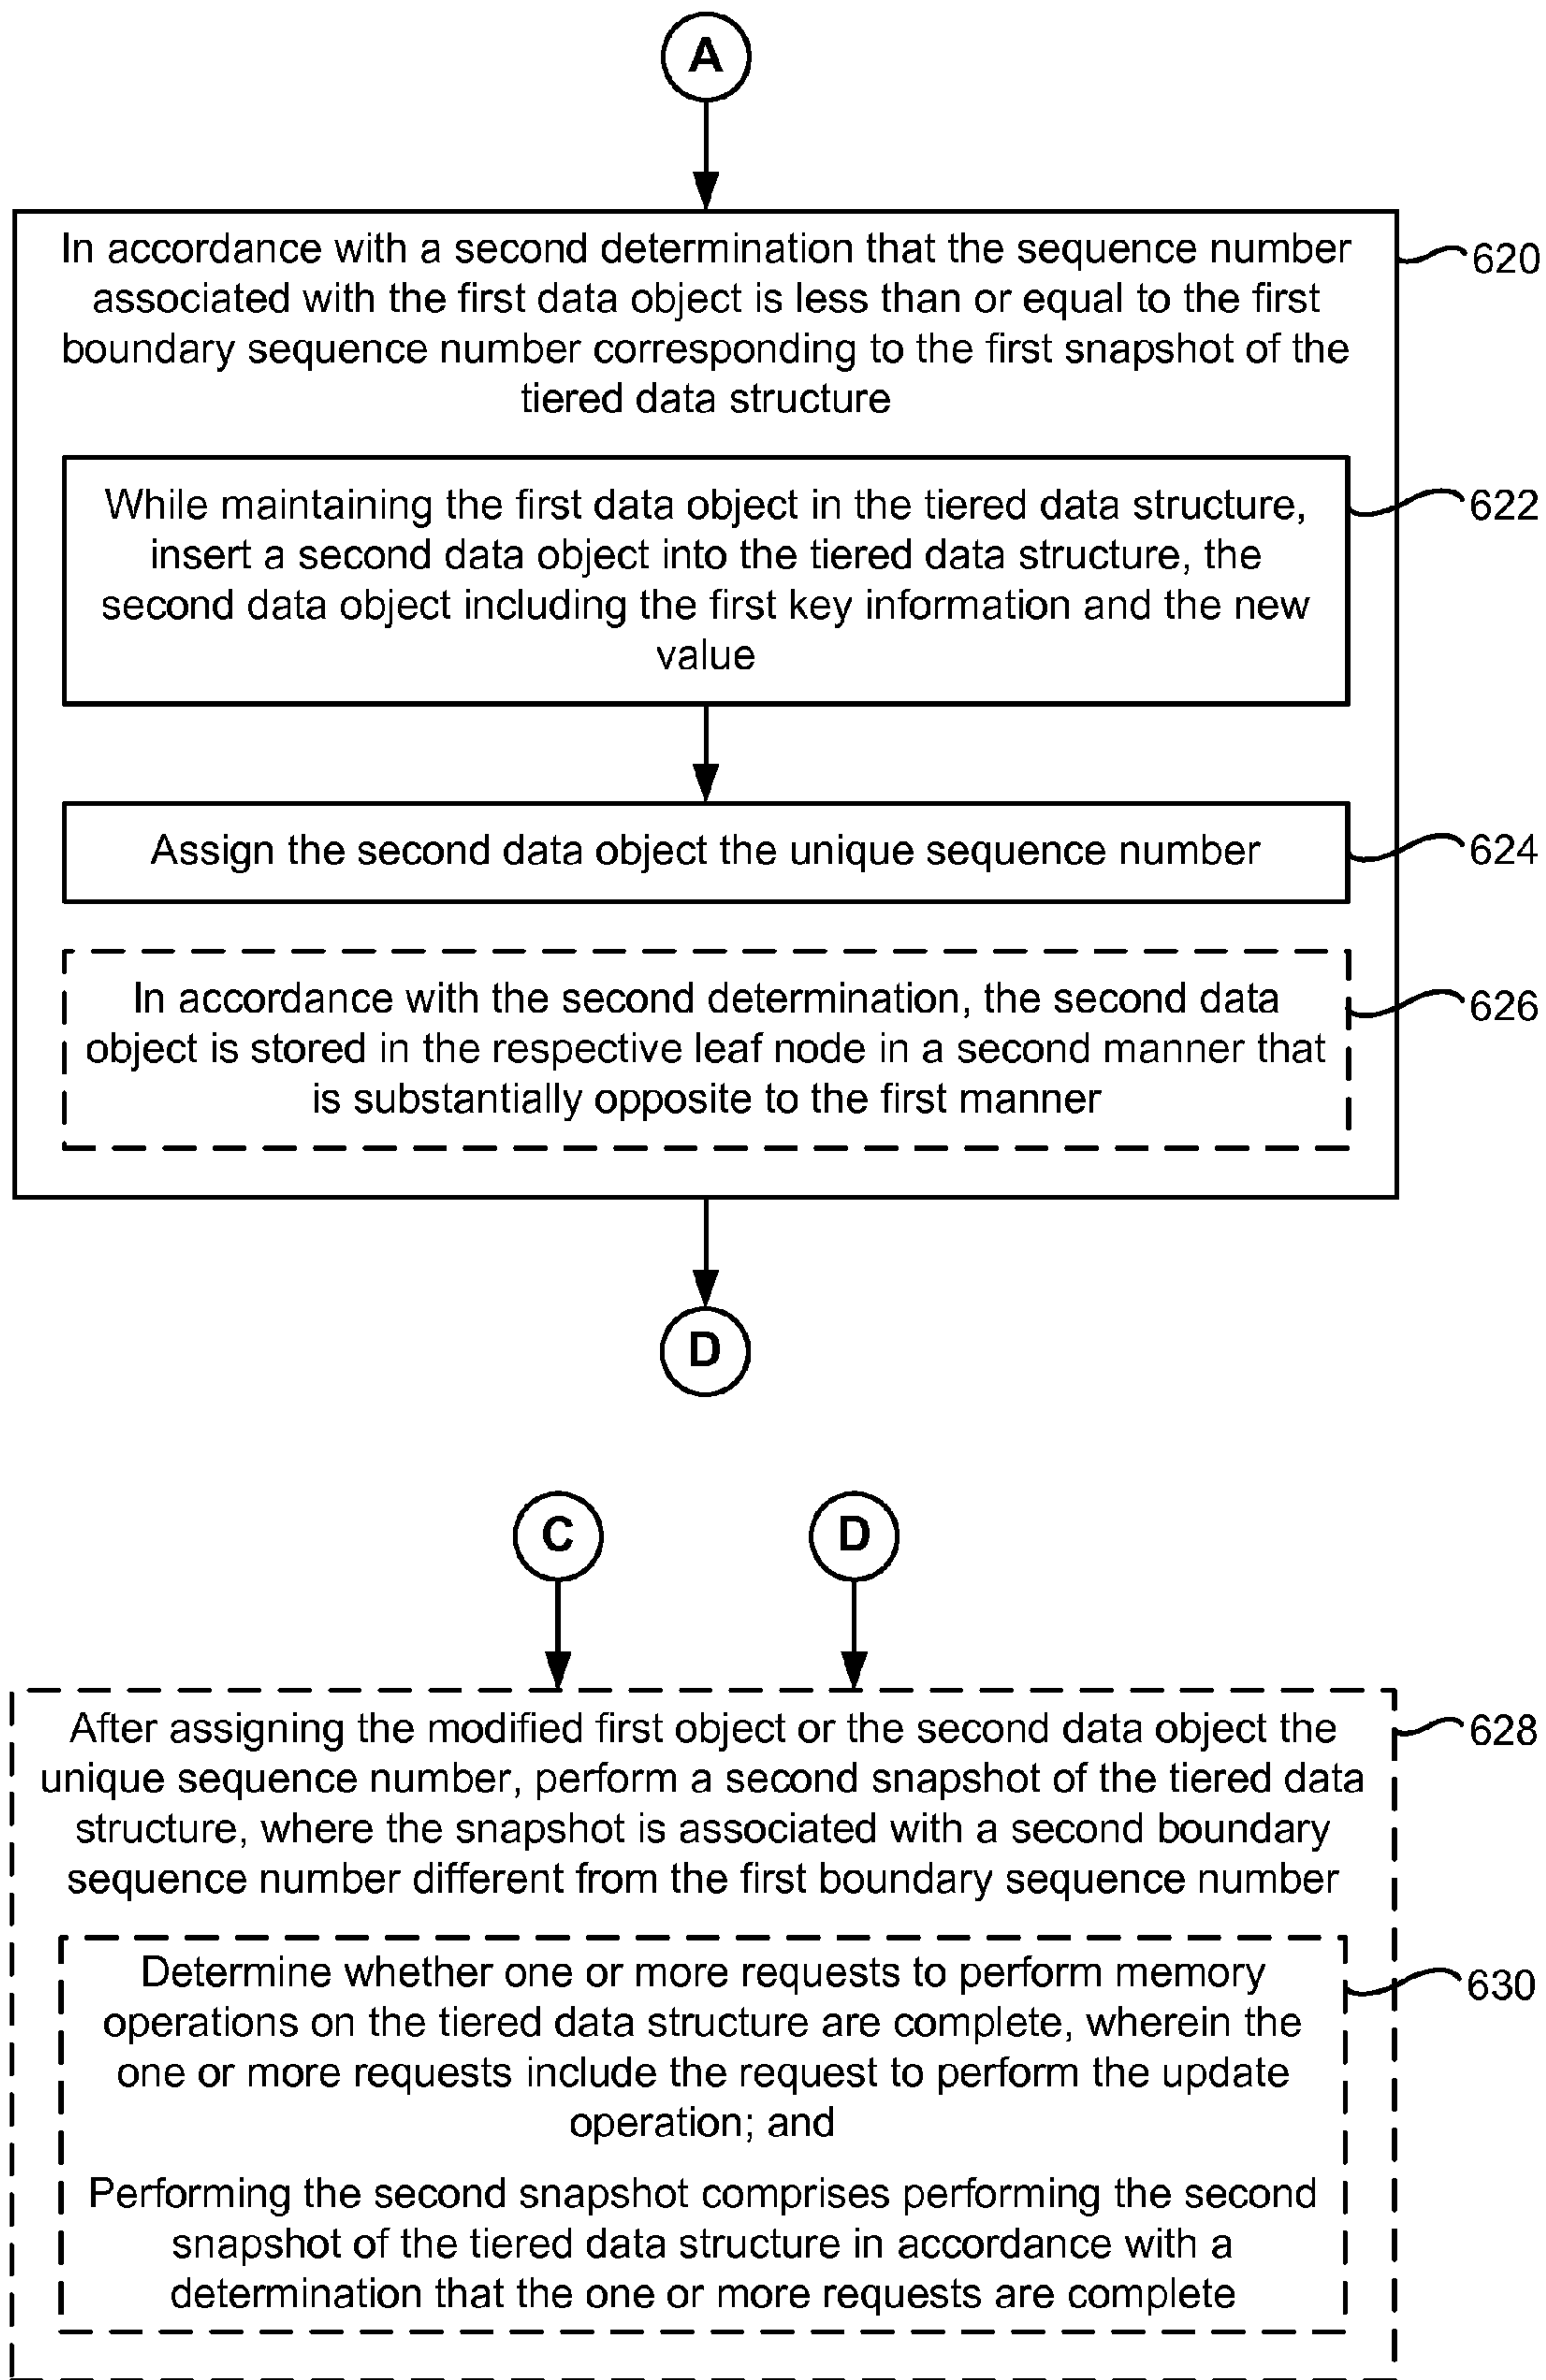 A
In accordance with a second determination that the sequence number
associated with the first data object is less than or equal to the first
boundary sequence number corresponding to the first snapshot of the
tiered data structure
620
While maintaining the first data object in the tiered data structure,
insert a second data object into the tiered data structure, the
second data object including the first key information and the new
value
622
Assign the second data object the unique sequence number
624
In accordance with the second determination, the second data
object is stored in the respective leaf node in a second manner that
is substantially opposite to the first manner
626
D
C
D
After assigning the modified first object or the second data object the
unique sequence number, perform a second snapshot of the tiered data
structure, where the snapshot is associated with a second boundary
sequence number different from the first boundary sequence number
628
Determine whether one or more requests to perform memory
operations on the tiered data structure are complete, wherein the
one or more requests include the request to perform the update
operation; and
630
Performing the second snapshot comprises performing the second
snapshot of the tiered data structure in accordance with a
determination that the one or more requests are complete